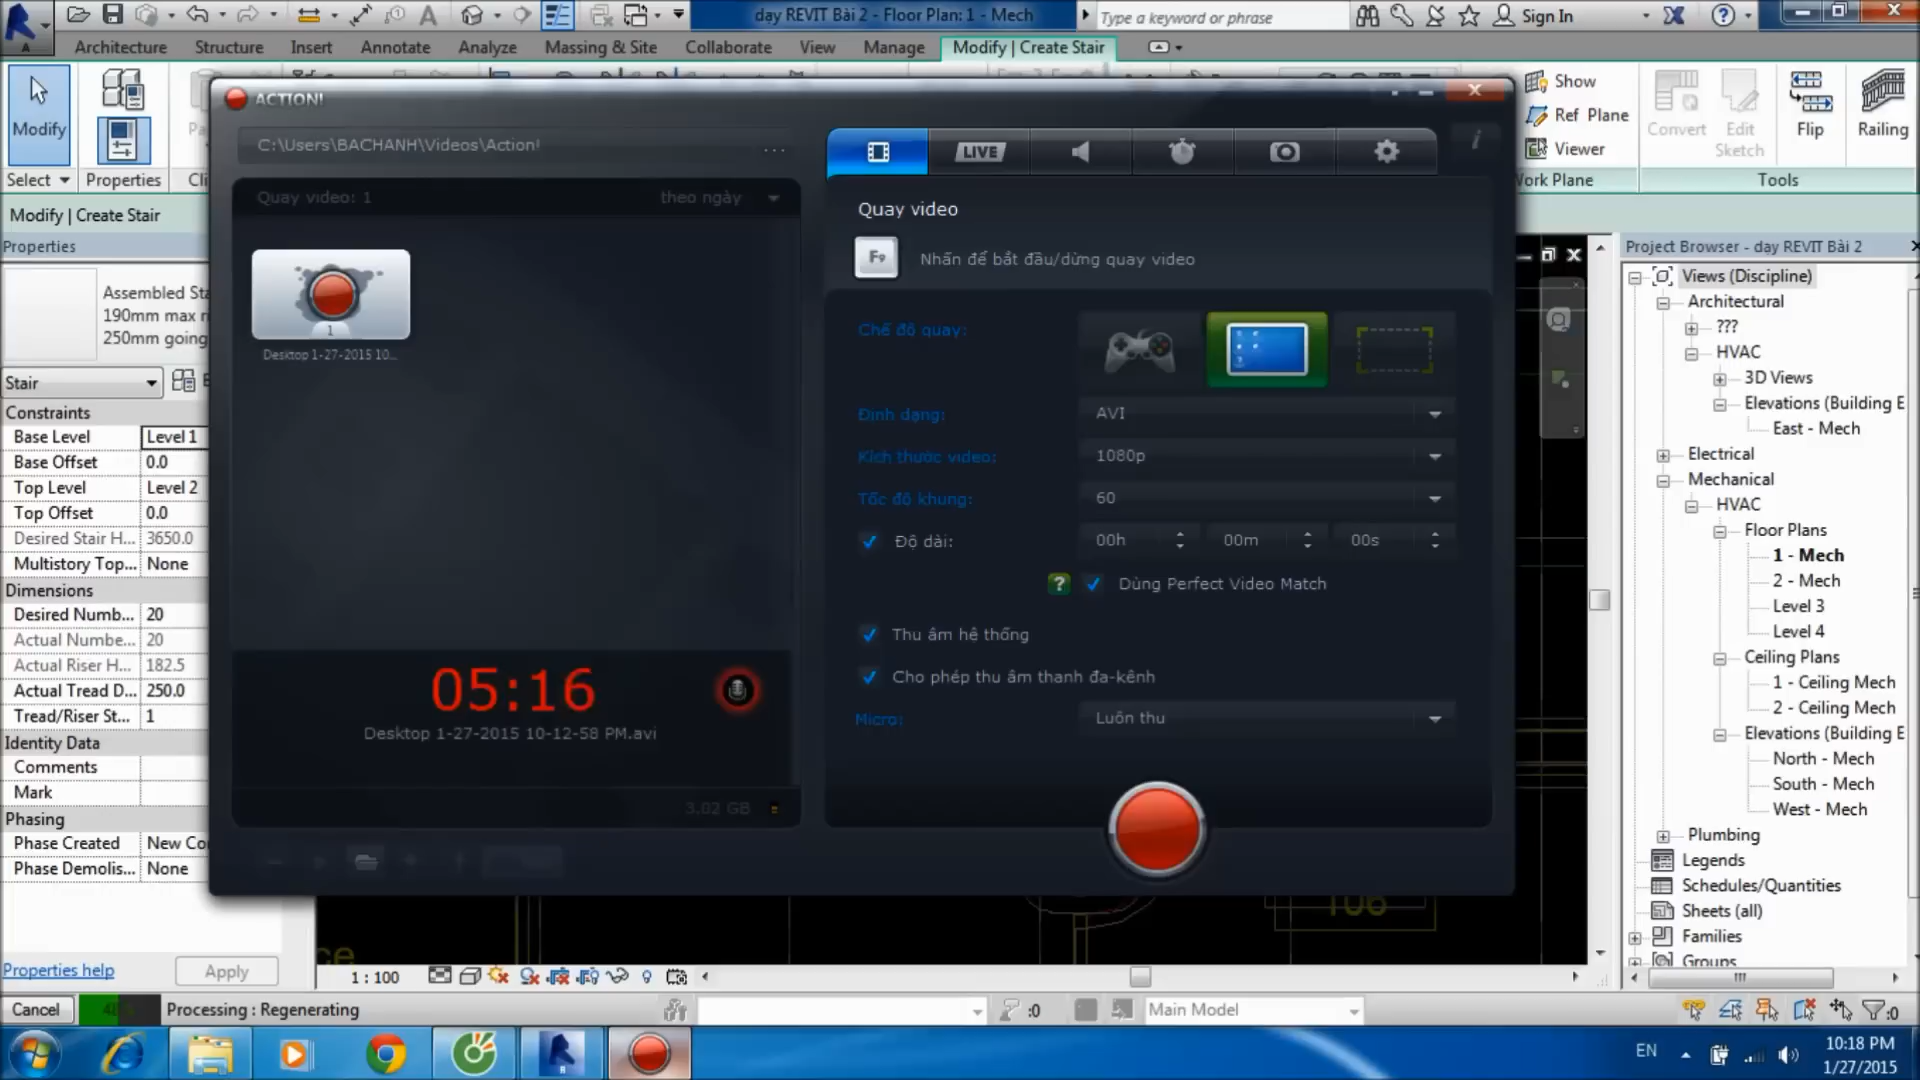 day REVIT Bài 2 - Floor Plan: 1 - Mech
Type a keyword or phrase
Sign In
Architecture Structure Insert Annotate Analyze Massing & Site Collaborate View Manage Modify | Create Stair
Modify
Select
Properties
Show
Ref Plane
Viewer
Work Plane
Convert
Edit Sketch
Flip
Railing
Tools
Modify | Create Stair
Properties
Assembled Sta
190mm max r
250mm going
Stair
Constraints
Base Level Level 1
Base Offset 0.0
Top Level Level 2
Top Offset 0.0
Desired Stair H... 3650.0
Multistory Top... None
Dimensions
Desired Numb... 20
Actual Numbe... 20
Actual Riser H... 182.5
Actual Tread D... 250.0
Tread/Riser St... 1
Identity Data
Comments
Mark
Phasing
Phase Created New Co
Phase Demolis... None
Properties help
Apply
ACTION!
C:\Users\BACHANH\Videos\Action!
...
Quay video: 1
theo ngày
1
Desktop 1-27-2015 10...
05:16
Desktop 1-27-2015 10-12-58 PM.avi
3.02 GB
LIVE
Quay video
F9
Nhấn để bắt đầu/dừng quay video
Chế độ quay:
Định dạng: AVI
Kích thước video: 1080p
Tốc độ khung: 60
Độ dài: 00h 00m 00s
? Dùng Perfect Video Match
Thu âm hệ thống
Cho phép thu âm thanh đa-kênh
Micro: Luôn thu
106
ce
Project Browser - day REVIT Bài 2
Views (Discipline)
Architectural
???
HVAC
3D Views
Elevations (Building E
East - Mech
Electrical
Mechanical
HVAC
Floor Plans
1 - Mech
2 - Mech
Level 3
Level 4
Ceiling Plans
1 - Ceiling Mech
2 - Ceiling Mech
Elevations (Building E
North - Mech
South - Mech
West - Mech
Plumbing
Legends
Schedules/Quantities
Sheets (all)
Families
Groups
1 : 100
Cancel
Processing : Regenerating
:0
Main Model
:0
EN
10:18 PM
1/27/2015